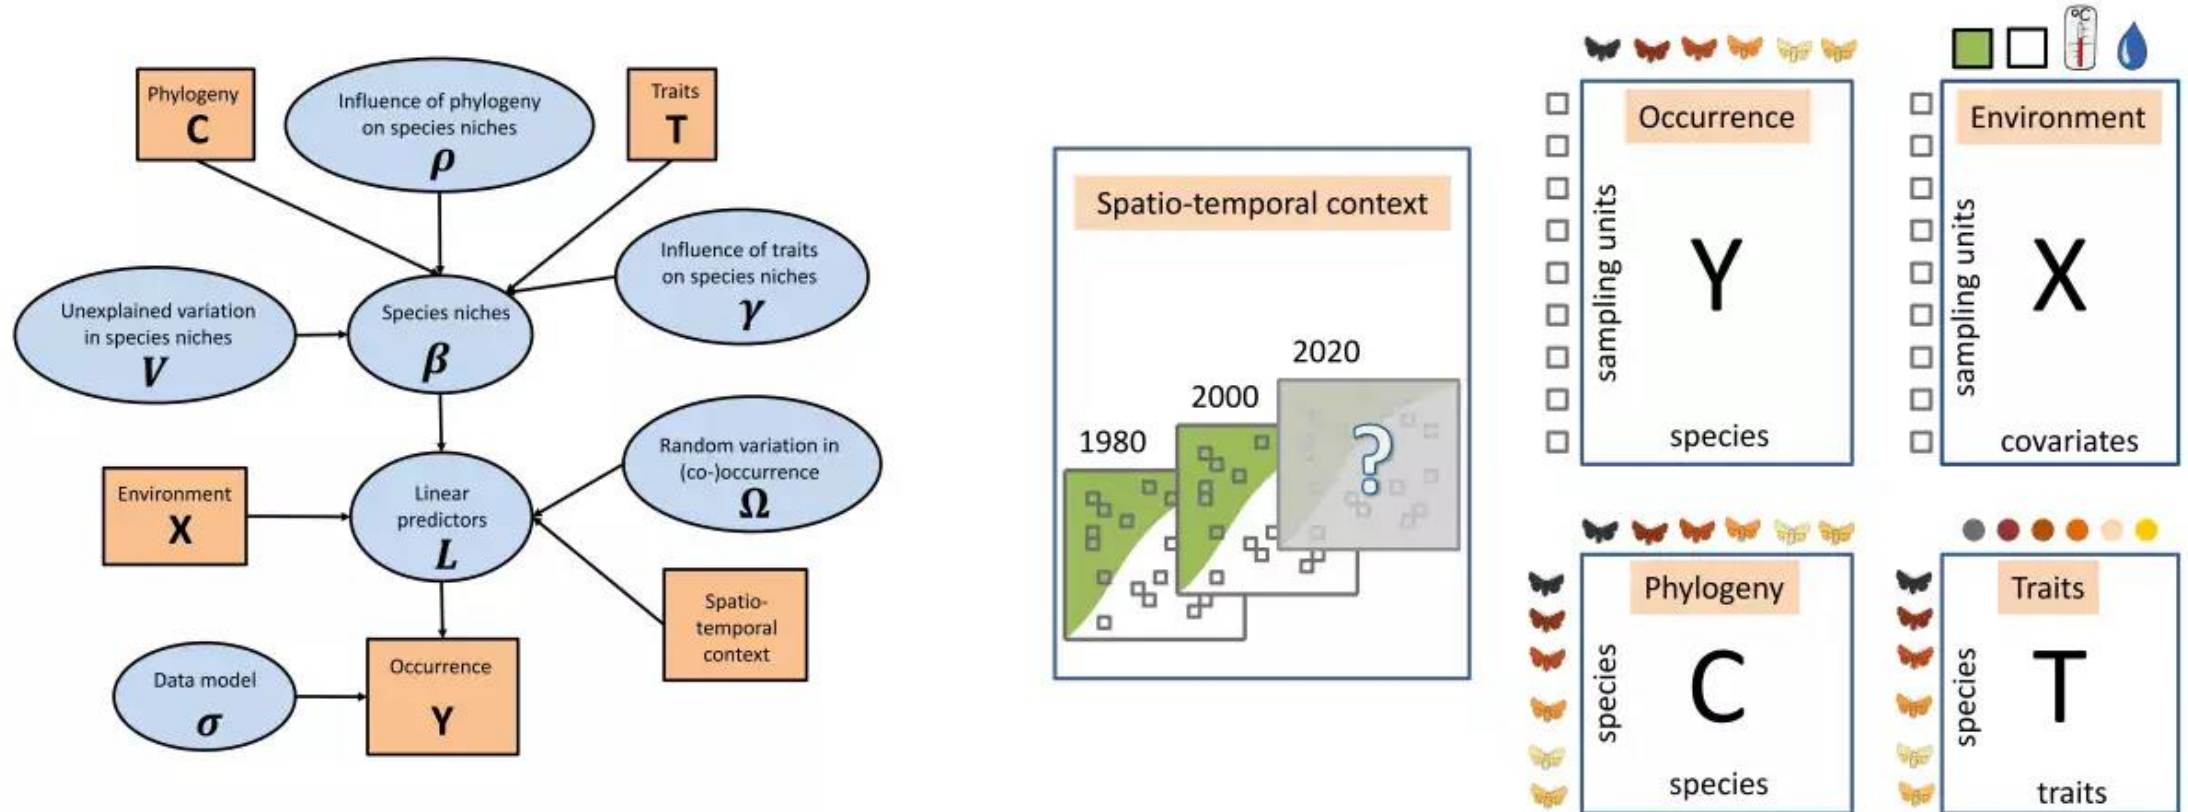 Phylogeny
C
Influence of phylogeny
on species niches
ρ
Traits
T
Influence of traits
on species niches
γ
Unexplained variation
in species niches
V
Species niches
β
Random variation in
(co-)occurrence
Ω
Environment
X
Linear
predictors
L
Spatio-
temporal
context
Data model
σ
Occurrence
Y
Spatio-temporal context
1980
2000
2020
?
Occurrence
sampling units
Y
species
°C
Environment
sampling units
X
covariates
Phylogeny
species
C
species
Traits
species
T
traits